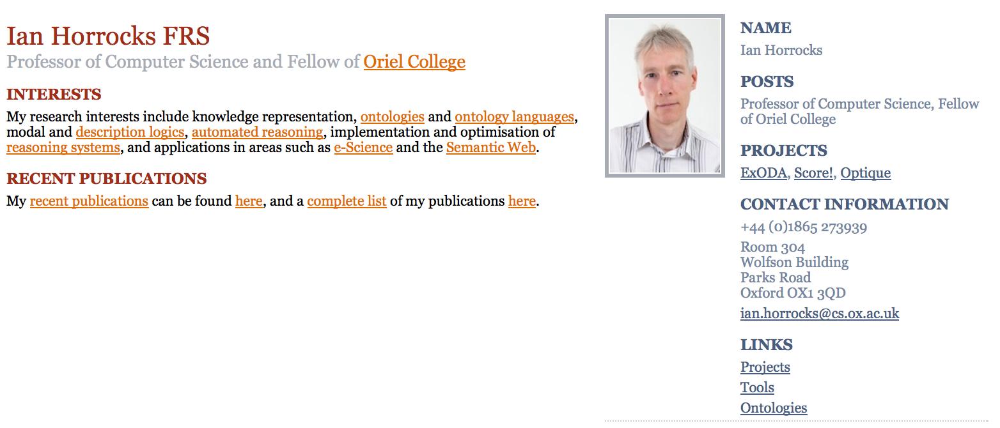 Ian Horrocks FRS
Professor of Computer Science and Fellow of Oriel College
INTERESTS
My research interests include knowledge representation, ontologies and ontology languages,
modal and description logics, automated reasoning, implementation and optimisation of
reasoning systems, and applications in areas such as e-Science and the Semantic Web.
RECENT PUBLICATIONS
My recent publications can be found here, and a complete list of my publications here.
NAME
Ian Horrocks
POSTS
Professor of Computer Science, Fellow
of Oriel College
PROJECTS
ExODA, Score!, Optique
CONTACT INFORMATION
+44 (0)1865 273939
Room 304
Wolfson Building
Parks Road
Oxford OX1 3QD
ian.horrocks@cs.ox.ac.uk
LINKS
Projects
Tools
Ontologies